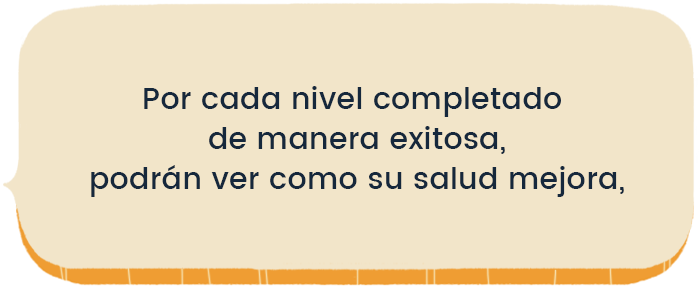 Por cada nivel completado
de manera exitosa,
podrán ver como su salud mejora,